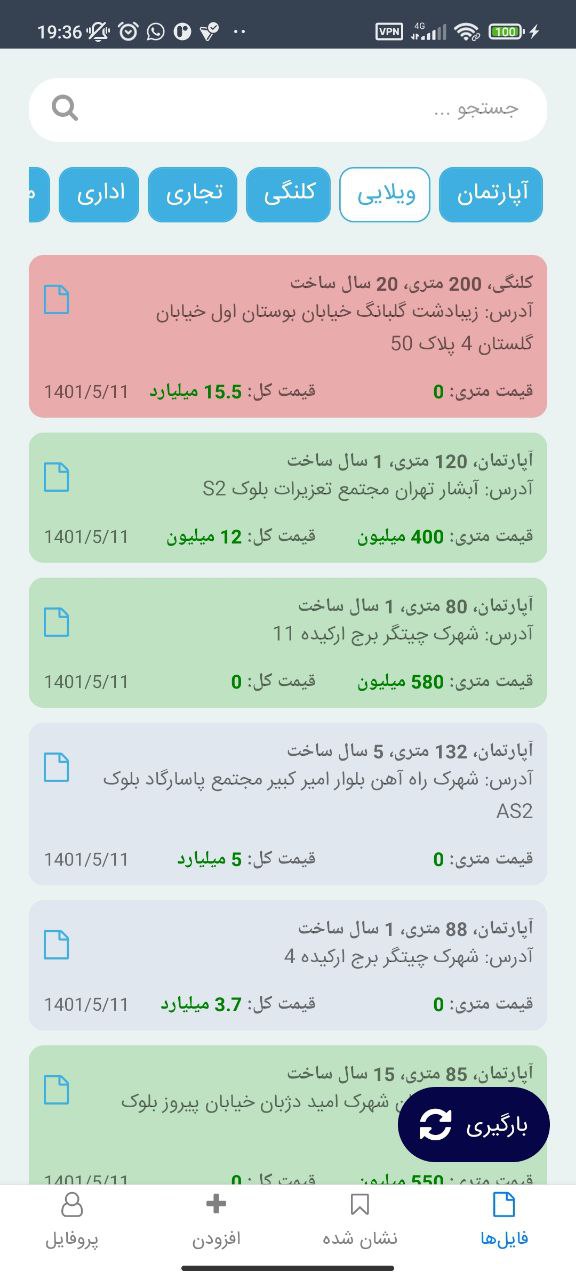 19:36
VPN 4G 100
جستجو ...
آپارتمان ویلایی کلنگی تجاری اداری
کلنگی، 200 متری، 20 سال ساخت
آدرس: زیبادشت گلبانگ خیابان بوستان اول خیابان
گلستان 4 پلاک 50
قیمت متری: 0 قیمت کل: 15.5 میلیارد 1401/5/11
آپارتمان، 120 متری، 1 سال ساخت
آدرس: آبشار تهران مجتمع تعزیرات بلوک S2
قیمت متری: 400 میلیون قیمت کل: 12 میلیون 1401/5/11
آپارتمان، 80 متری، 1 سال ساخت
آدرس: شهرک چیتگر برج ارکیده 11
قیمت متری: 580 میلیون قیمت کل: 0 1401/5/11
آپارتمان، 132 متری، 5 سال ساخت
آدرس: شهرک راه آهن بلوار امیر کبیر مجتمع پاسارگاد بلوک
AS2
قیمت متری: 0 قیمت کل: 5 میلیارد 1401/5/11
آپارتمان، 88 متری، 1 سال ساخت
آدرس: شهرک چیتگر برج ارکیده 4
قیمت متری: 0 قیمت کل: 3.7 میلیارد 1401/5/11
آپارتمان، 85 متری، 15 سال ساخت
شهرک امید دژبان خیابان پیروز بلوک
بارگیری
قیمت متری: 550 میلیون قیمت کل: 0 1401/5/11
فایل‌ها نشان شده افزودن پروفایل